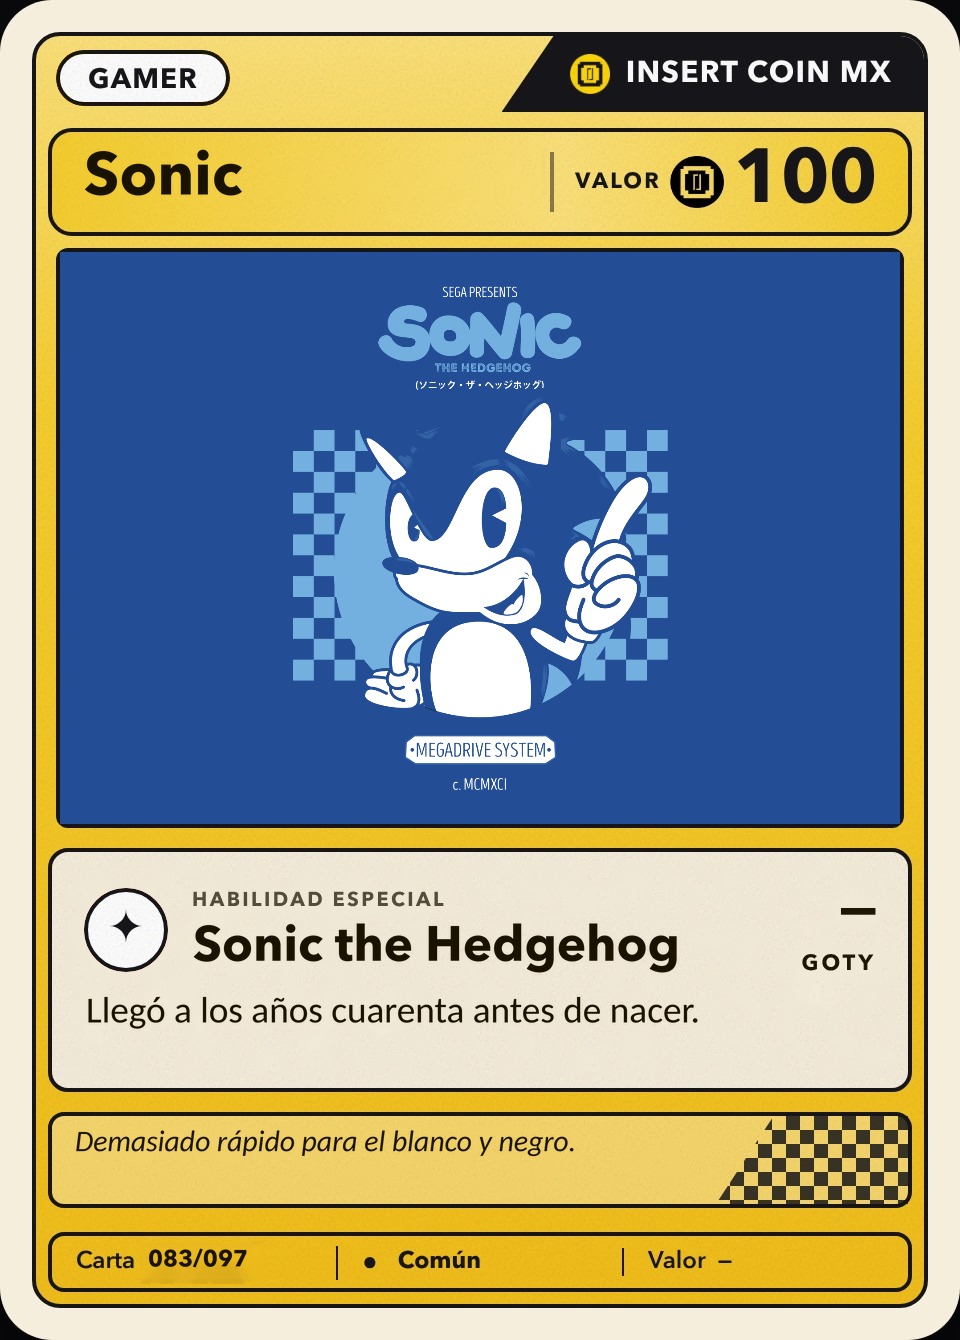 GAMER
INSERT COIN MX
Sonic
VALOR 100
SEGA PRESENTS
SONIC
THE HEDGEHOG
(ソニック・ザ・ヘッジホッグ)
•MEGADRIVE SYSTEM•
c. MCMXCI
HABILIDAD ESPECIAL
Sonic the Hedgehog
–
GOTY
Llegó a los años cuarenta antes de nacer.
Demasiado rápido para el blanco y negro.
Carta 083/097
● Común
Valor –